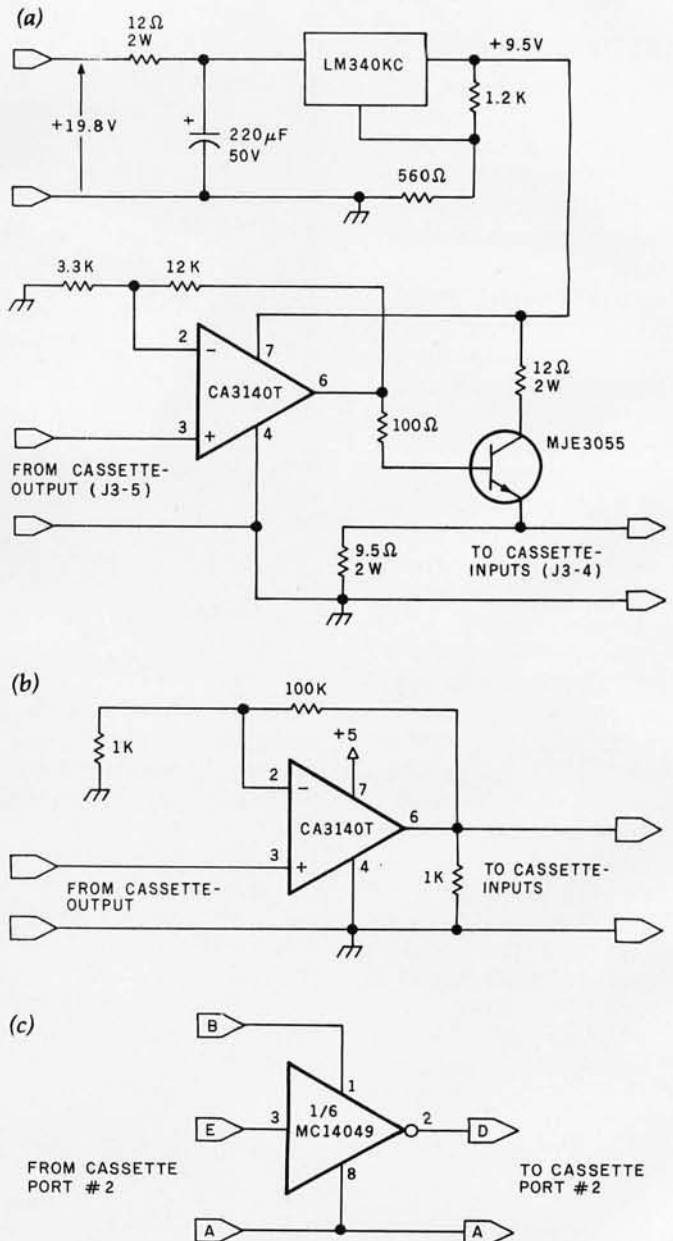 (a)
12Ω
2W
LM340KC
+9.5V
1.2K
+19.8V
+
220μF
50V
560Ω
3.3K
12K
2
-
7
CA3140T
6
3
+
4
100Ω
12Ω
2W
MJE3055
FROM CASSETTE-
OUTPUT (J3-5)
9.5Ω
2W
TO CASSETTE-
INPUTS (J3-4)
(b)
100K
1K
+5
2
-
7
CA3140T
6
3
+
4
FROM CASSETTE-
OUTPUT
1K
TO CASSETTE-
INPUTS
(c)
B
1
E
3
1/6
MC14049
2
D
8
FROM CASSETTE
PORT #2
TO CASSETTE
PORT #2
A
A